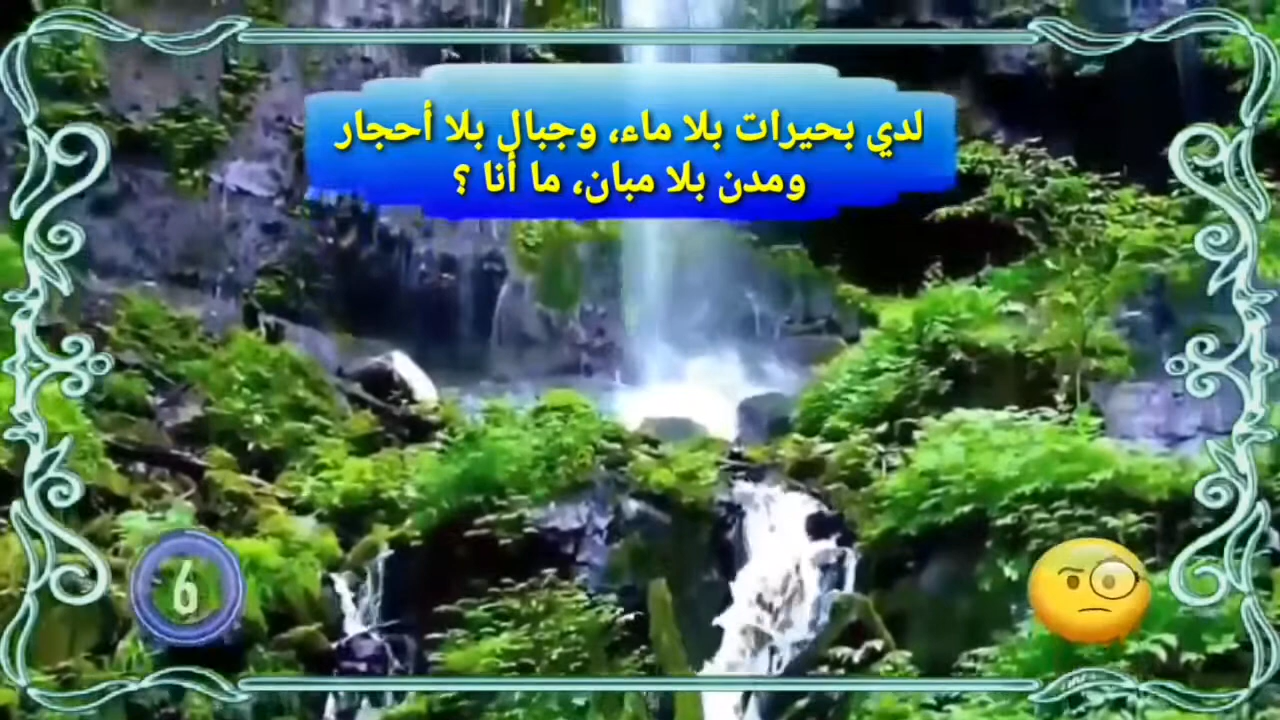 لدي بحيرات بلا ماء، وجبال بلا أحجار
ومدن بلا مبان، ما أنا ؟
6